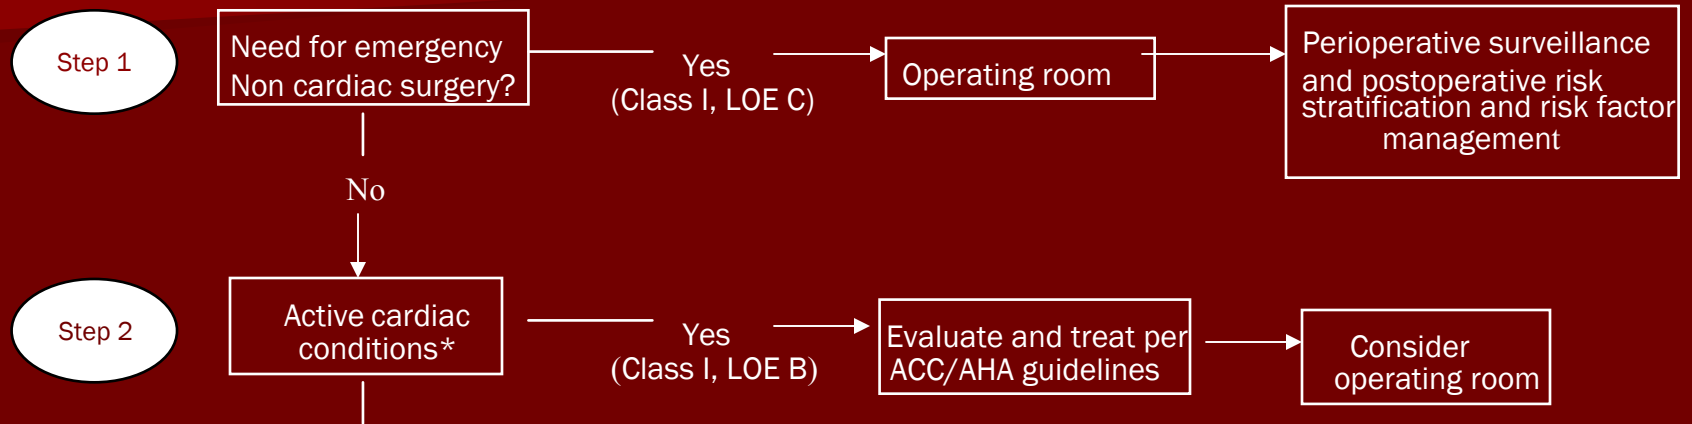 Step 1
Need for emergency
Non cardiac surgery?
Yes
(Class I, LOE C)
Operating room
Perioperative surveillance
and postoperative risk
stratification and risk factor
management
No
Step 2
Active cardiac
conditions*
Yes
(Class I, LOE B)
Evaluate and treat per
ACC/AHA guidelines
Consider
operating room